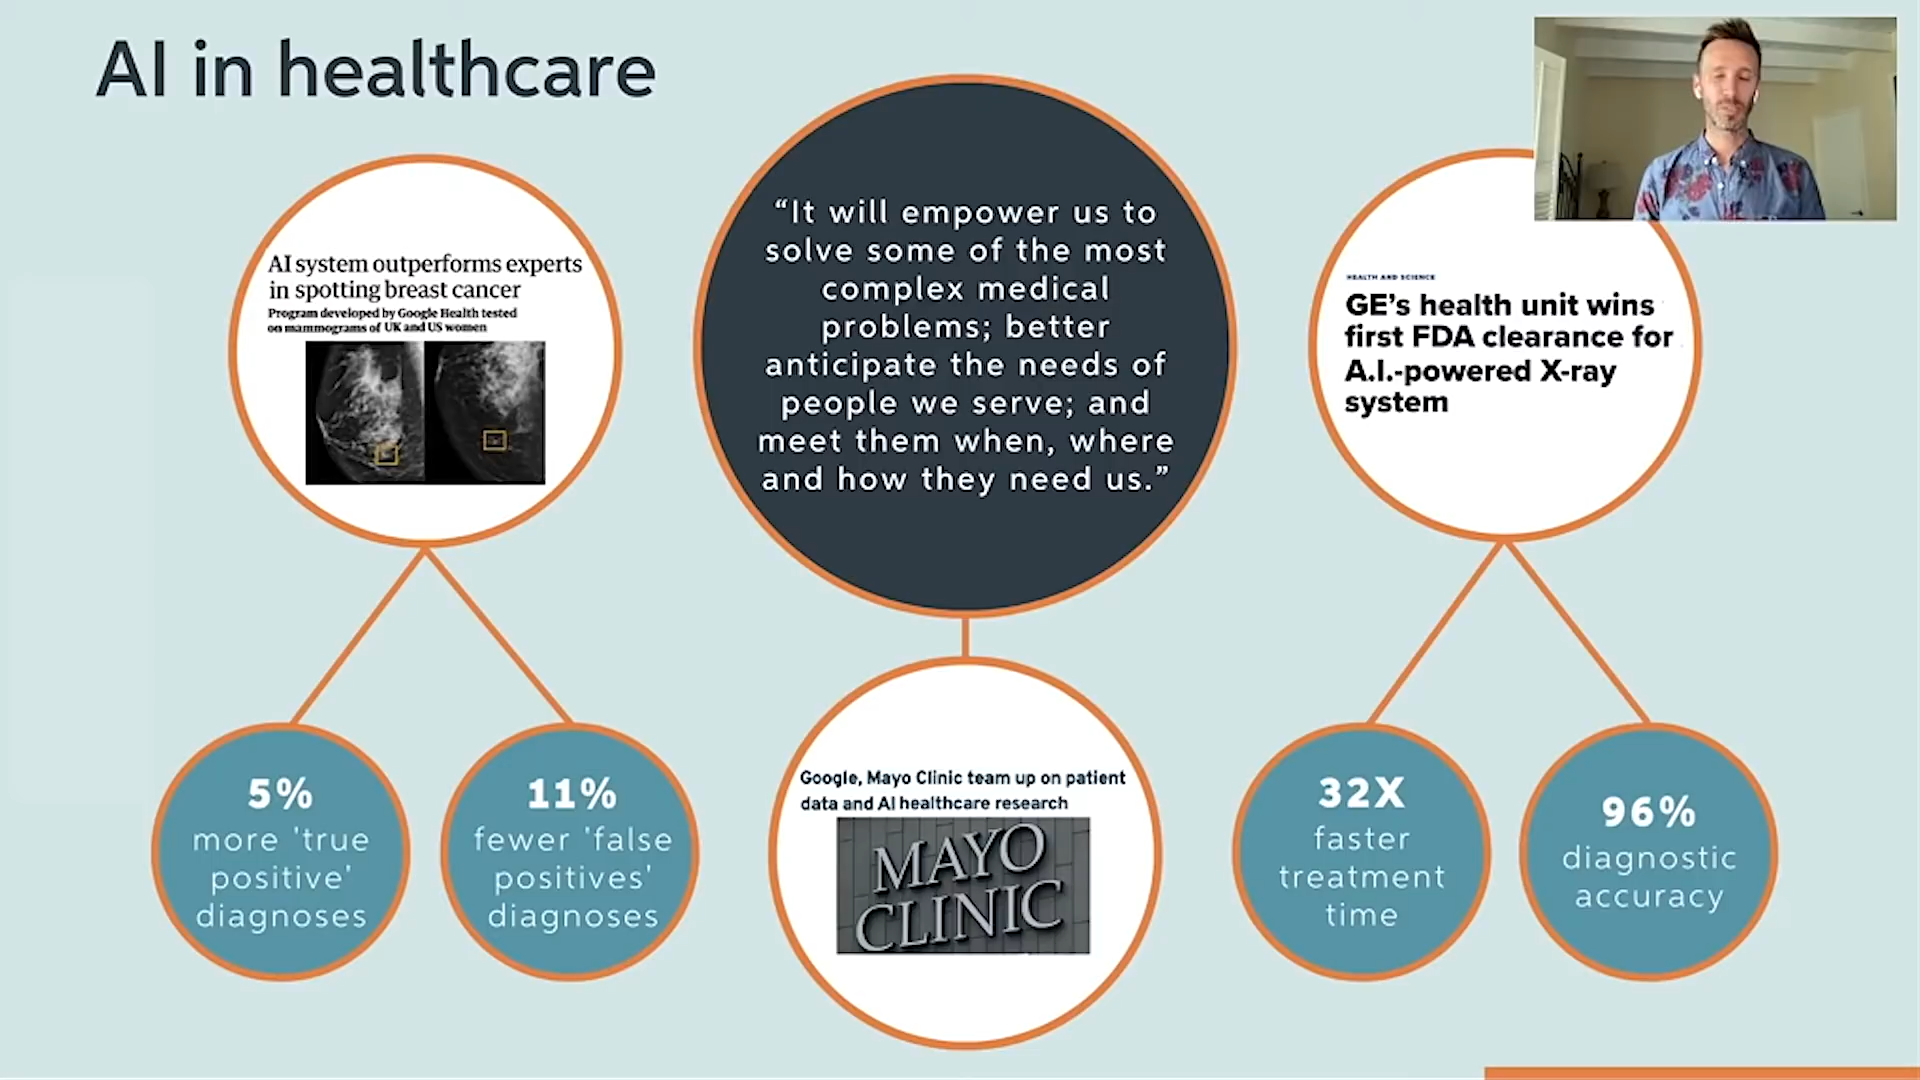 AI in healthcare
AI system outperforms experts
in spotting breast cancer
Program developed by Google Health tested
on mammograms of UK and US women
5%
more 'true
positive'
diagnoses
11%
fewer 'false
positives'
diagnoses
“It will empower us to
solve some of the most
complex medical
problems; better
anticipate the needs of
people we serve; and
meet them when, where
and how they need us.”
Google, Mayo Clinic team up on patient
data and AI healthcare research
MAYO
CLINIC
HEALTH AND SCIENCE
GE’s health unit wins
first FDA clearance for
A.I.-powered X-ray
system
32X
faster
treatment
time
96%
diagnostic
accuracy